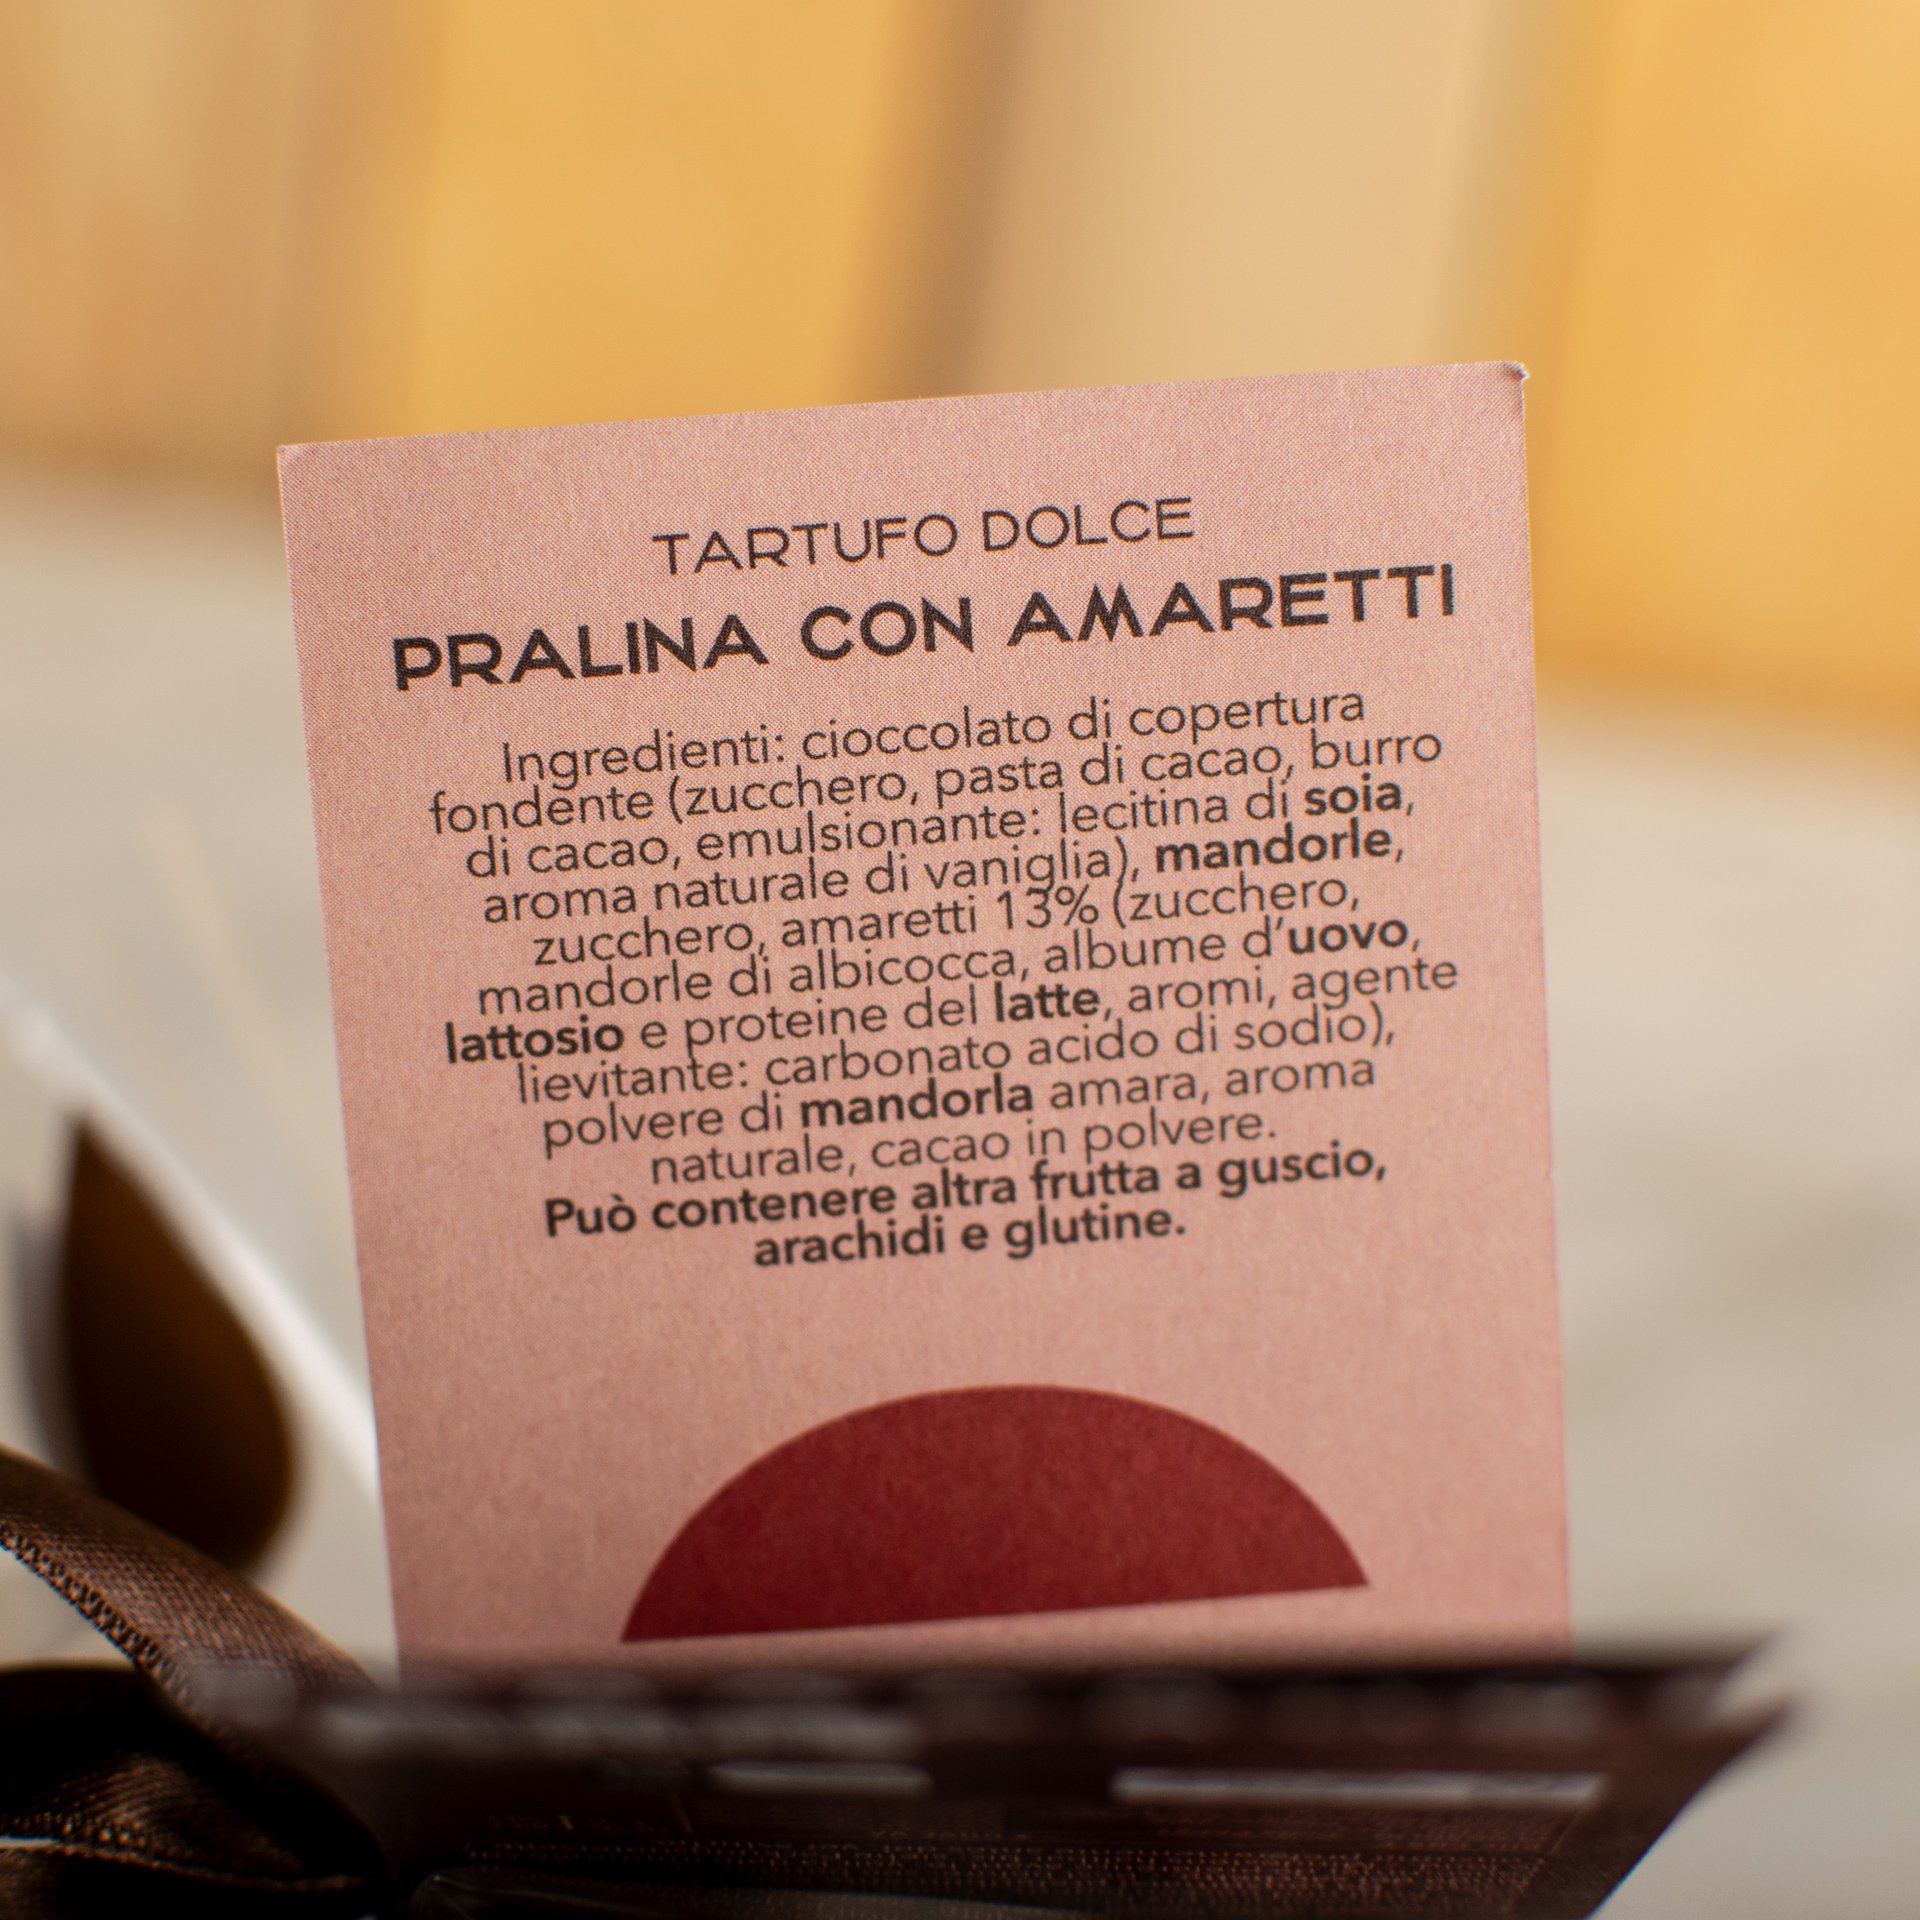 TARTUFO DOLCE
PRALINA CON AMARETTI
Ingredienti: cioccolato di copertura
fondente (zucchero, pasta di cacao, burro
di cacao, emulsionante: lecitina di soia,
aroma naturale di vaniglia), mandorle,
zucchero, amaretti 13% (zucchero,
mandorle di albicocca, albume d'uovo,
lattosio e proteine del latte, aromi, agente
lievitante: carbonato acido di sodio),
polvere di mandorla amara, aroma
naturale, cacao in polvere.
Può contenere altra frutta a guscio,
arachidi e glutine.